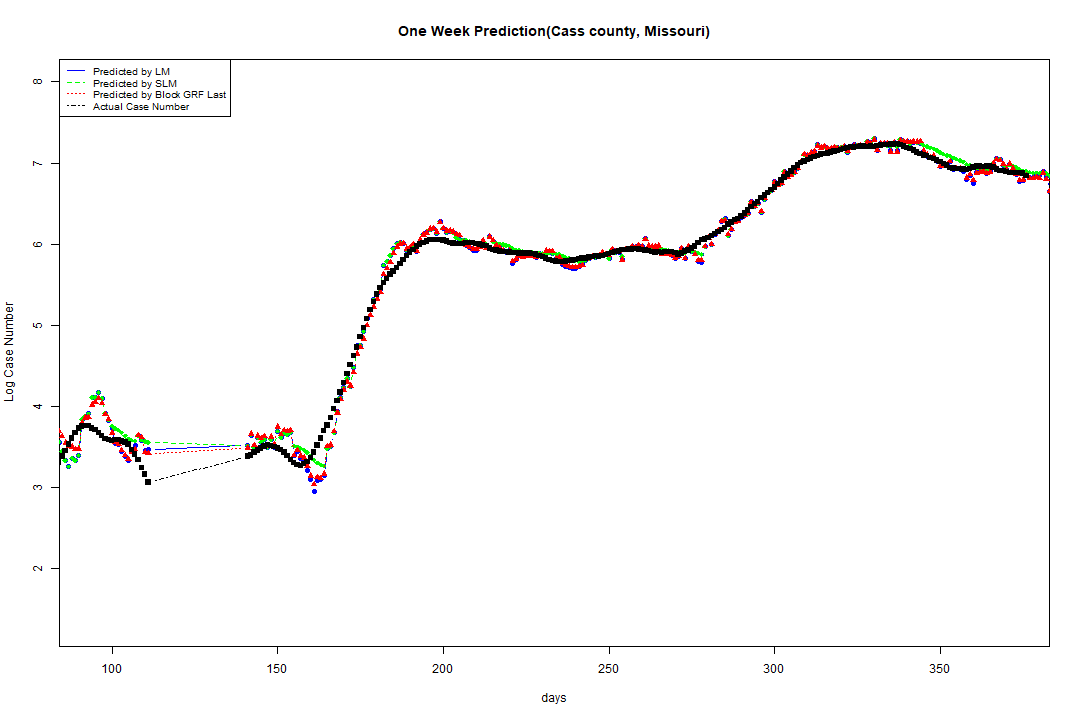 One Week Prediction(Cass county, Missouri)
Predicted by LM
Predicted by SLM
Predicted by Block GRF Last
Actual Case Number
8
7
6
5
4
3
2
Log Case Number
100 150 200 250 300 350
days